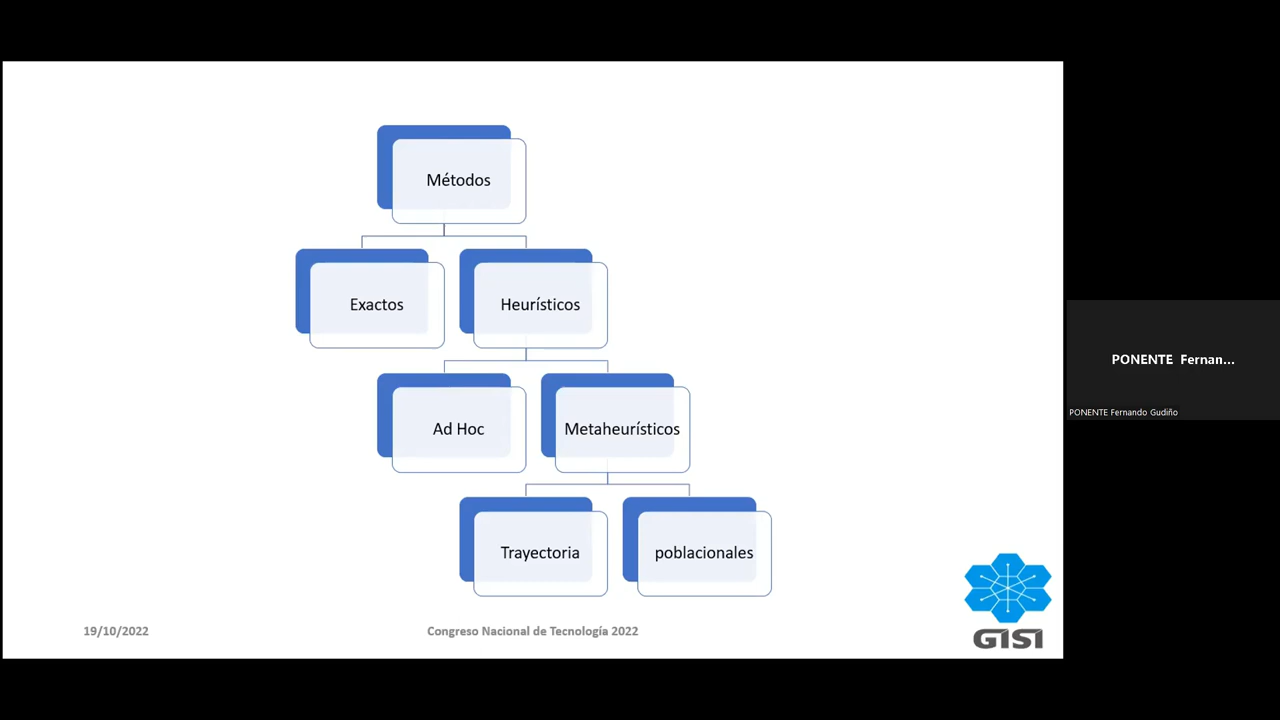 Métodos
Exactos
Heurísticos
Ad Hoc
Metaheurísticos
Trayectoria
poblacionales
19/10/2022
Congreso Nacional de Tecnología 2022
GISI
PONENTE Fernan...
PONENTE Fernando Gudiño